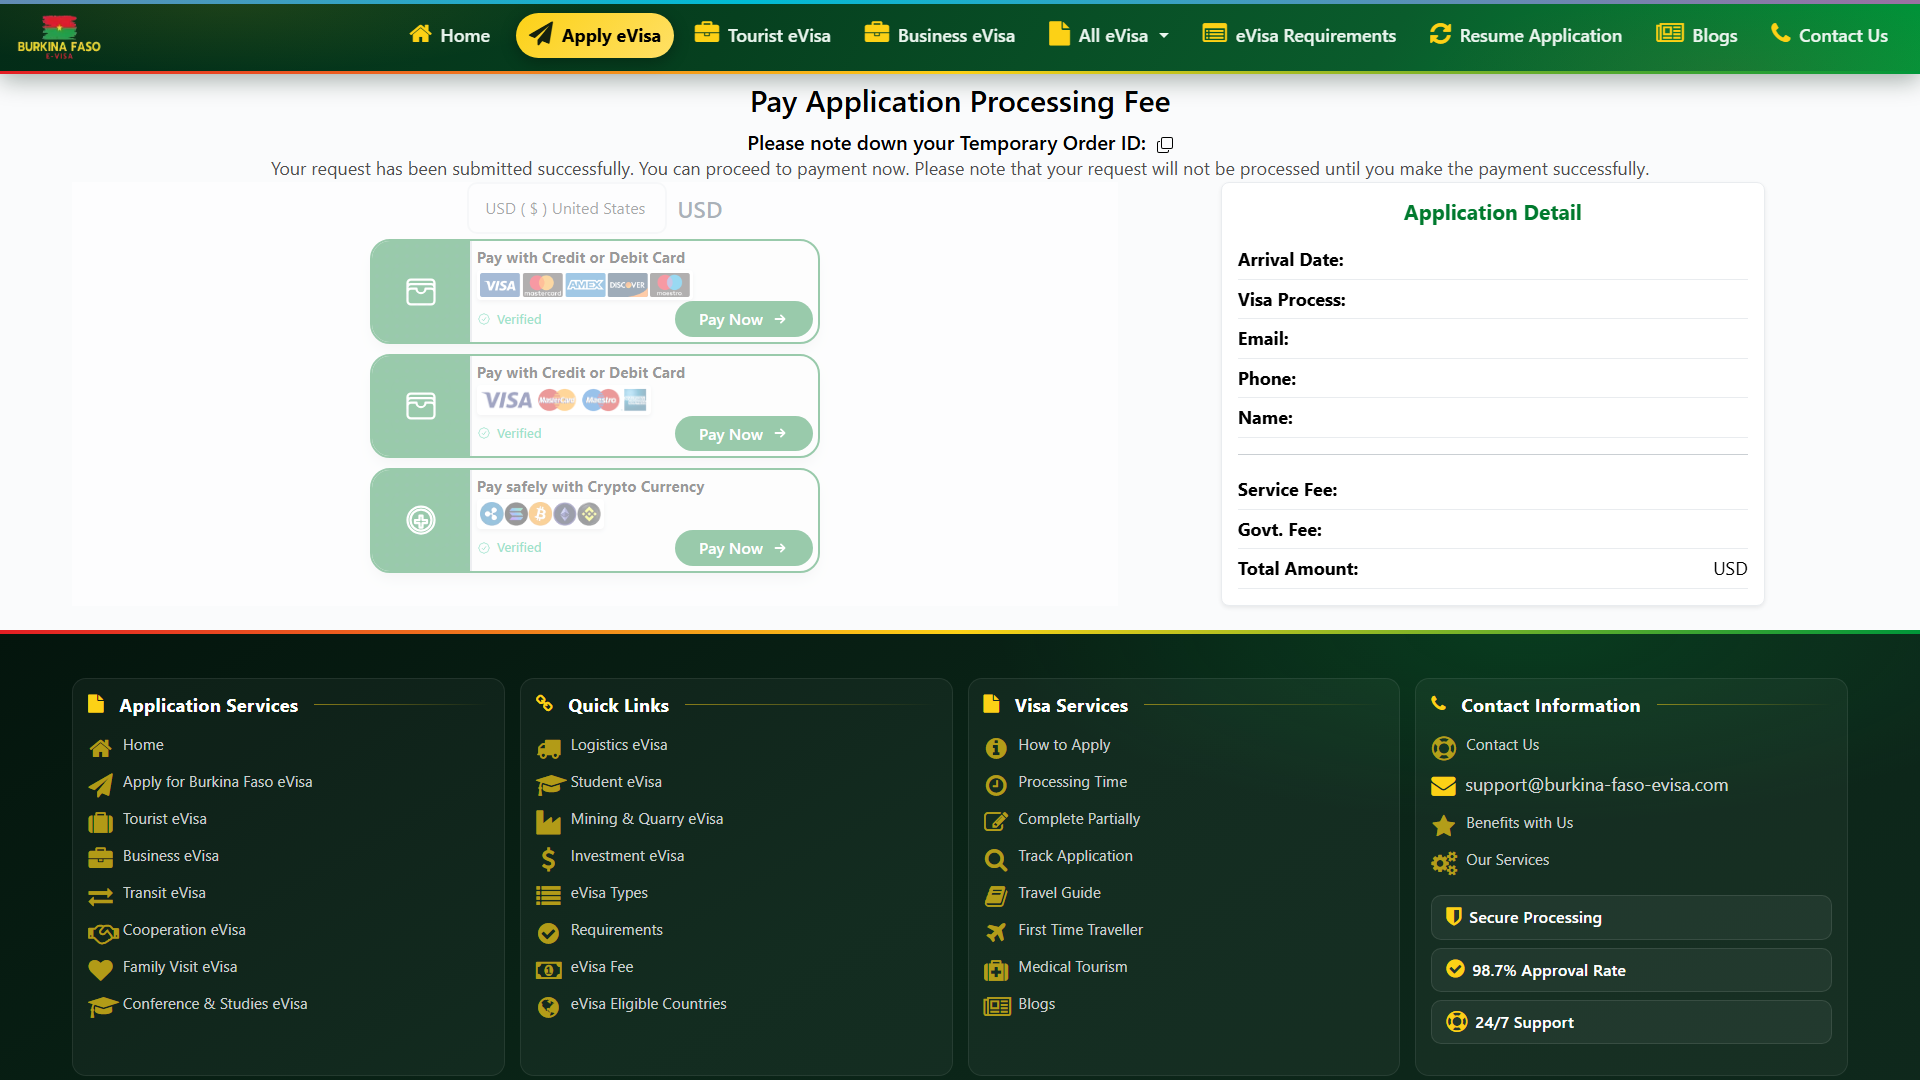 BURKINA FASO
E-VISA
Home
Apply eVisa
Tourist eVisa
Business eVisa
All eVisa
eVisa Requirements
Resume Application
Blogs
Contact Us
Pay Application Processing Fee
Please note down your Temporary Order ID:
Your request has been submitted successfully. You can proceed to payment now. Please note that your request will not be processed until you make the payment successfully.
USD ( $ ) United States
USD
Pay with Credit or Debit Card
VISA
mastercard
AMEX
DISCOVER
maestro
Verified
Pay Now
Pay with Credit or Debit Card
VISA
MasterCard
Maestro
Verified
Pay Now
Pay safely with Crypto Currency
Verified
Pay Now
Application Detail
Arrival Date:
Visa Process:
Email:
Phone:
Name:
Service Fee:
Govt. Fee:
Total Amount: USD
Application Services
Home
Apply for Burkina Faso eVisa
Tourist eVisa
Business eVisa
Transit eVisa
Cooperation eVisa
Family Visit eVisa
Conference & Studies eVisa
Quick Links
Logistics eVisa
Student eVisa
Mining & Quarry eVisa
Investment eVisa
eVisa Types
Requirements
eVisa Fee
eVisa Eligible Countries
Visa Services
How to Apply
Processing Time
Complete Partially
Track Application
Travel Guide
First Time Traveller
Medical Tourism
Blogs
Contact Information
Contact Us
support@burkina-faso-evisa.com
Benefits with Us
Our Services
Secure Processing
98.7% Approval Rate
24/7 Support